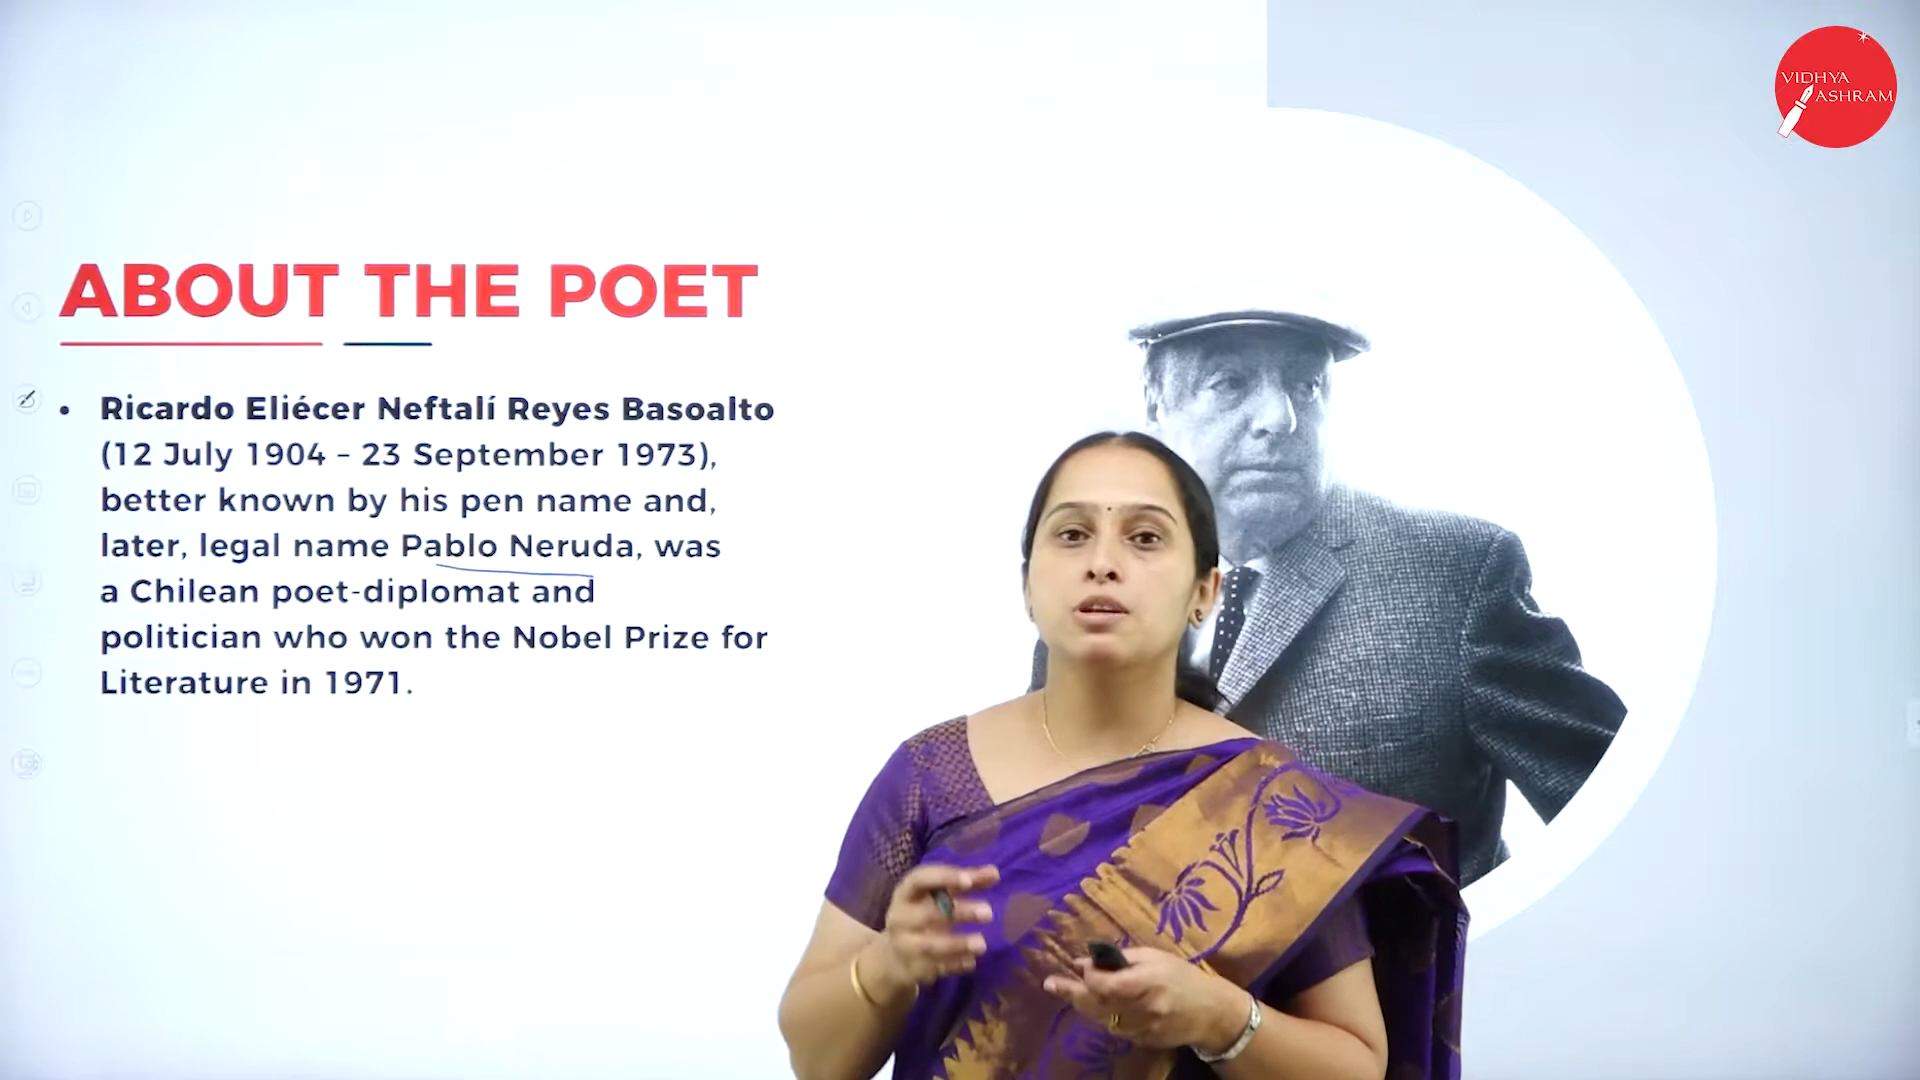 VIDHYA
ASHRAM
ABOUT THE POET
• Ricardo Eliécer Neftalí Reyes Basoalto
(12 July 1904 – 23 September 1973),
better known by his pen name and,
later, legal name Pablo Neruda, was
a Chilean poet-diplomat and
politician who won the Nobel Prize for
Literature in 1971.